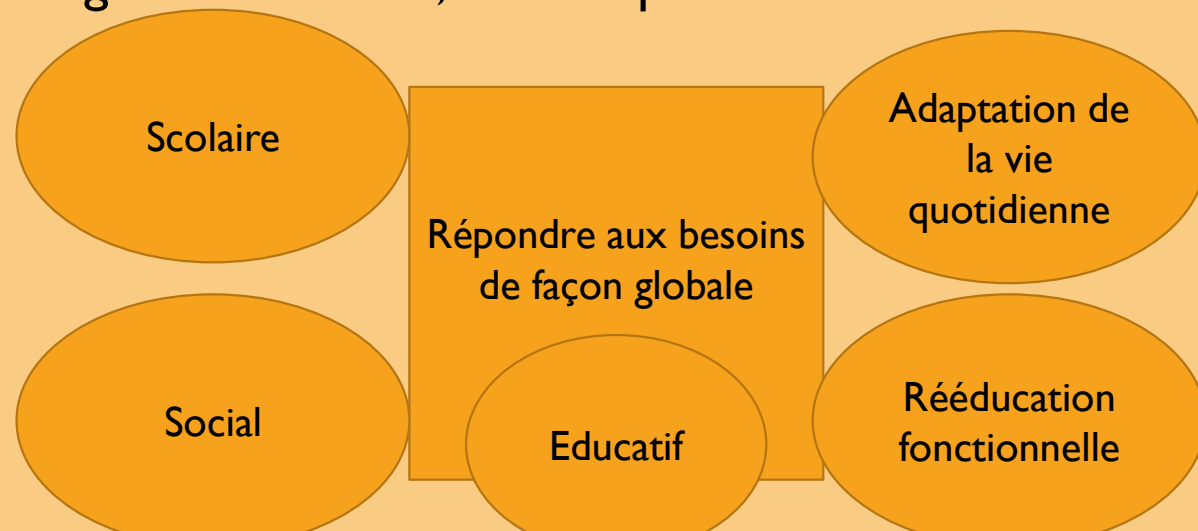 Scolaire
Répondre aux besoins
de façon globale
Adaptation de
la vie
quotidienne
Social
Educatif
Rééducation
fonctionnelle